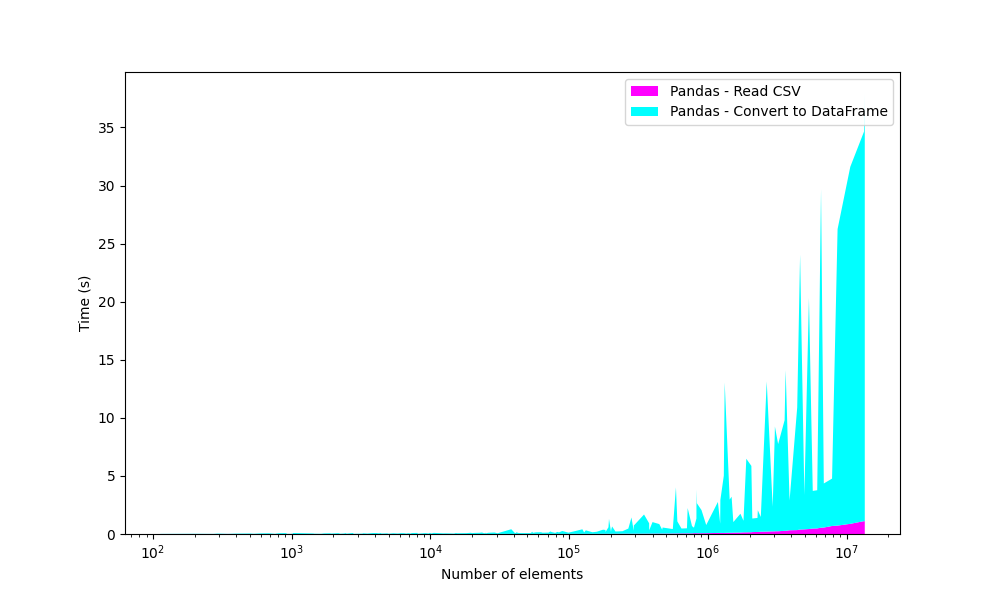 Pandas - Read CSV
Pandas - Convert to DataFrame
35
30
25
20
15
10
5
0
Time (s)
10² 10³ 10⁴ 10⁵ 10⁶ 10⁷
Number of elements